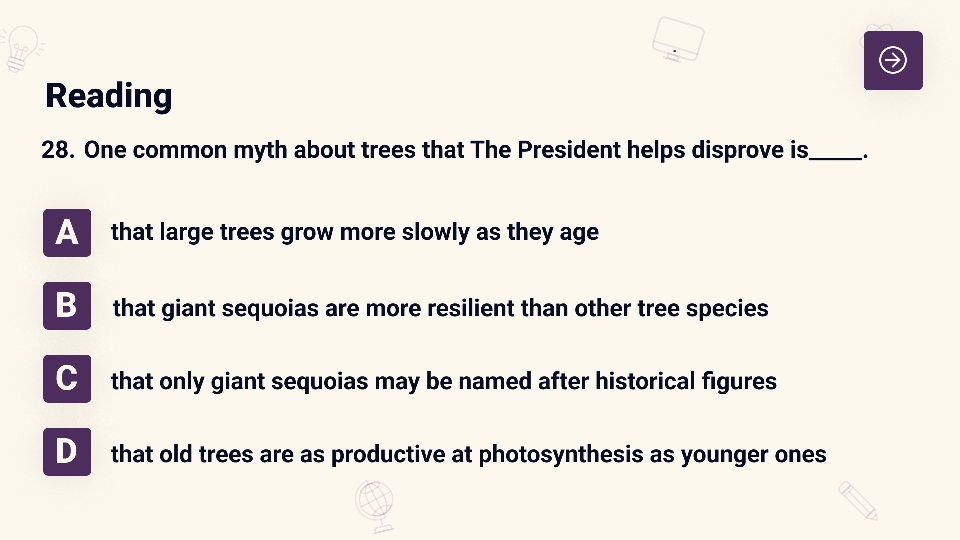 Reading
28. One common myth about trees that The President helps disprove is_____.
A that large trees grow more slowly as they age
B that giant sequoias are more resilient than other tree species
C that only giant sequoias may be named after historical figures
D that old trees are as productive at photosynthesis as younger ones